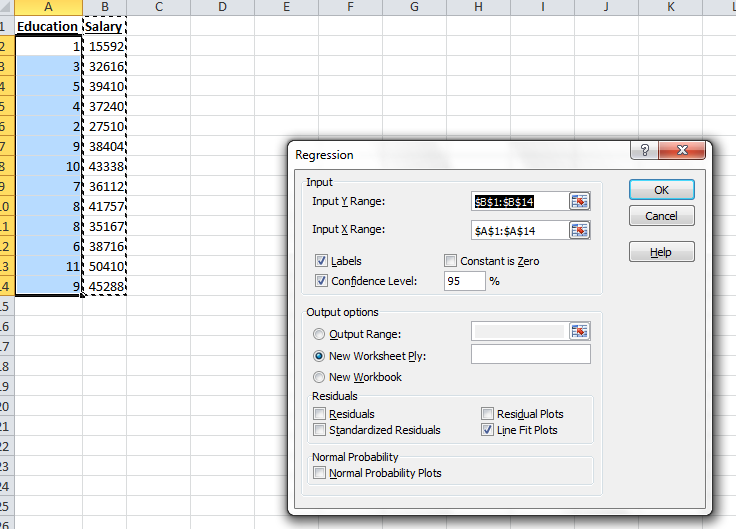 A B C D E F G H I J K L
1 Education Salary
2 1 15592
3 3 32616
4 5 39410
5 4 37240
6 2 27510
7 9 38404
8 10 43338
9 7 36112
10 8 41757
11 8 35167
12 6 38716
13 11 50410
14 9 45288
15
16
17
18
19
20
21
22
23
24
25
26
Regression
?
Input
Input Y Range: $B$1:$B$14
Input X Range: $A$1:$A$14
Labels Constant is Zero
Confidence Level: 95 %
OK
Cancel
Help
Output options
Output Range:
New Worksheet Ply:
New Workbook
Residuals
Residuals Residual Plots
Standardized Residuals Line Fit Plots
Normal Probability
Normal Probability Plots